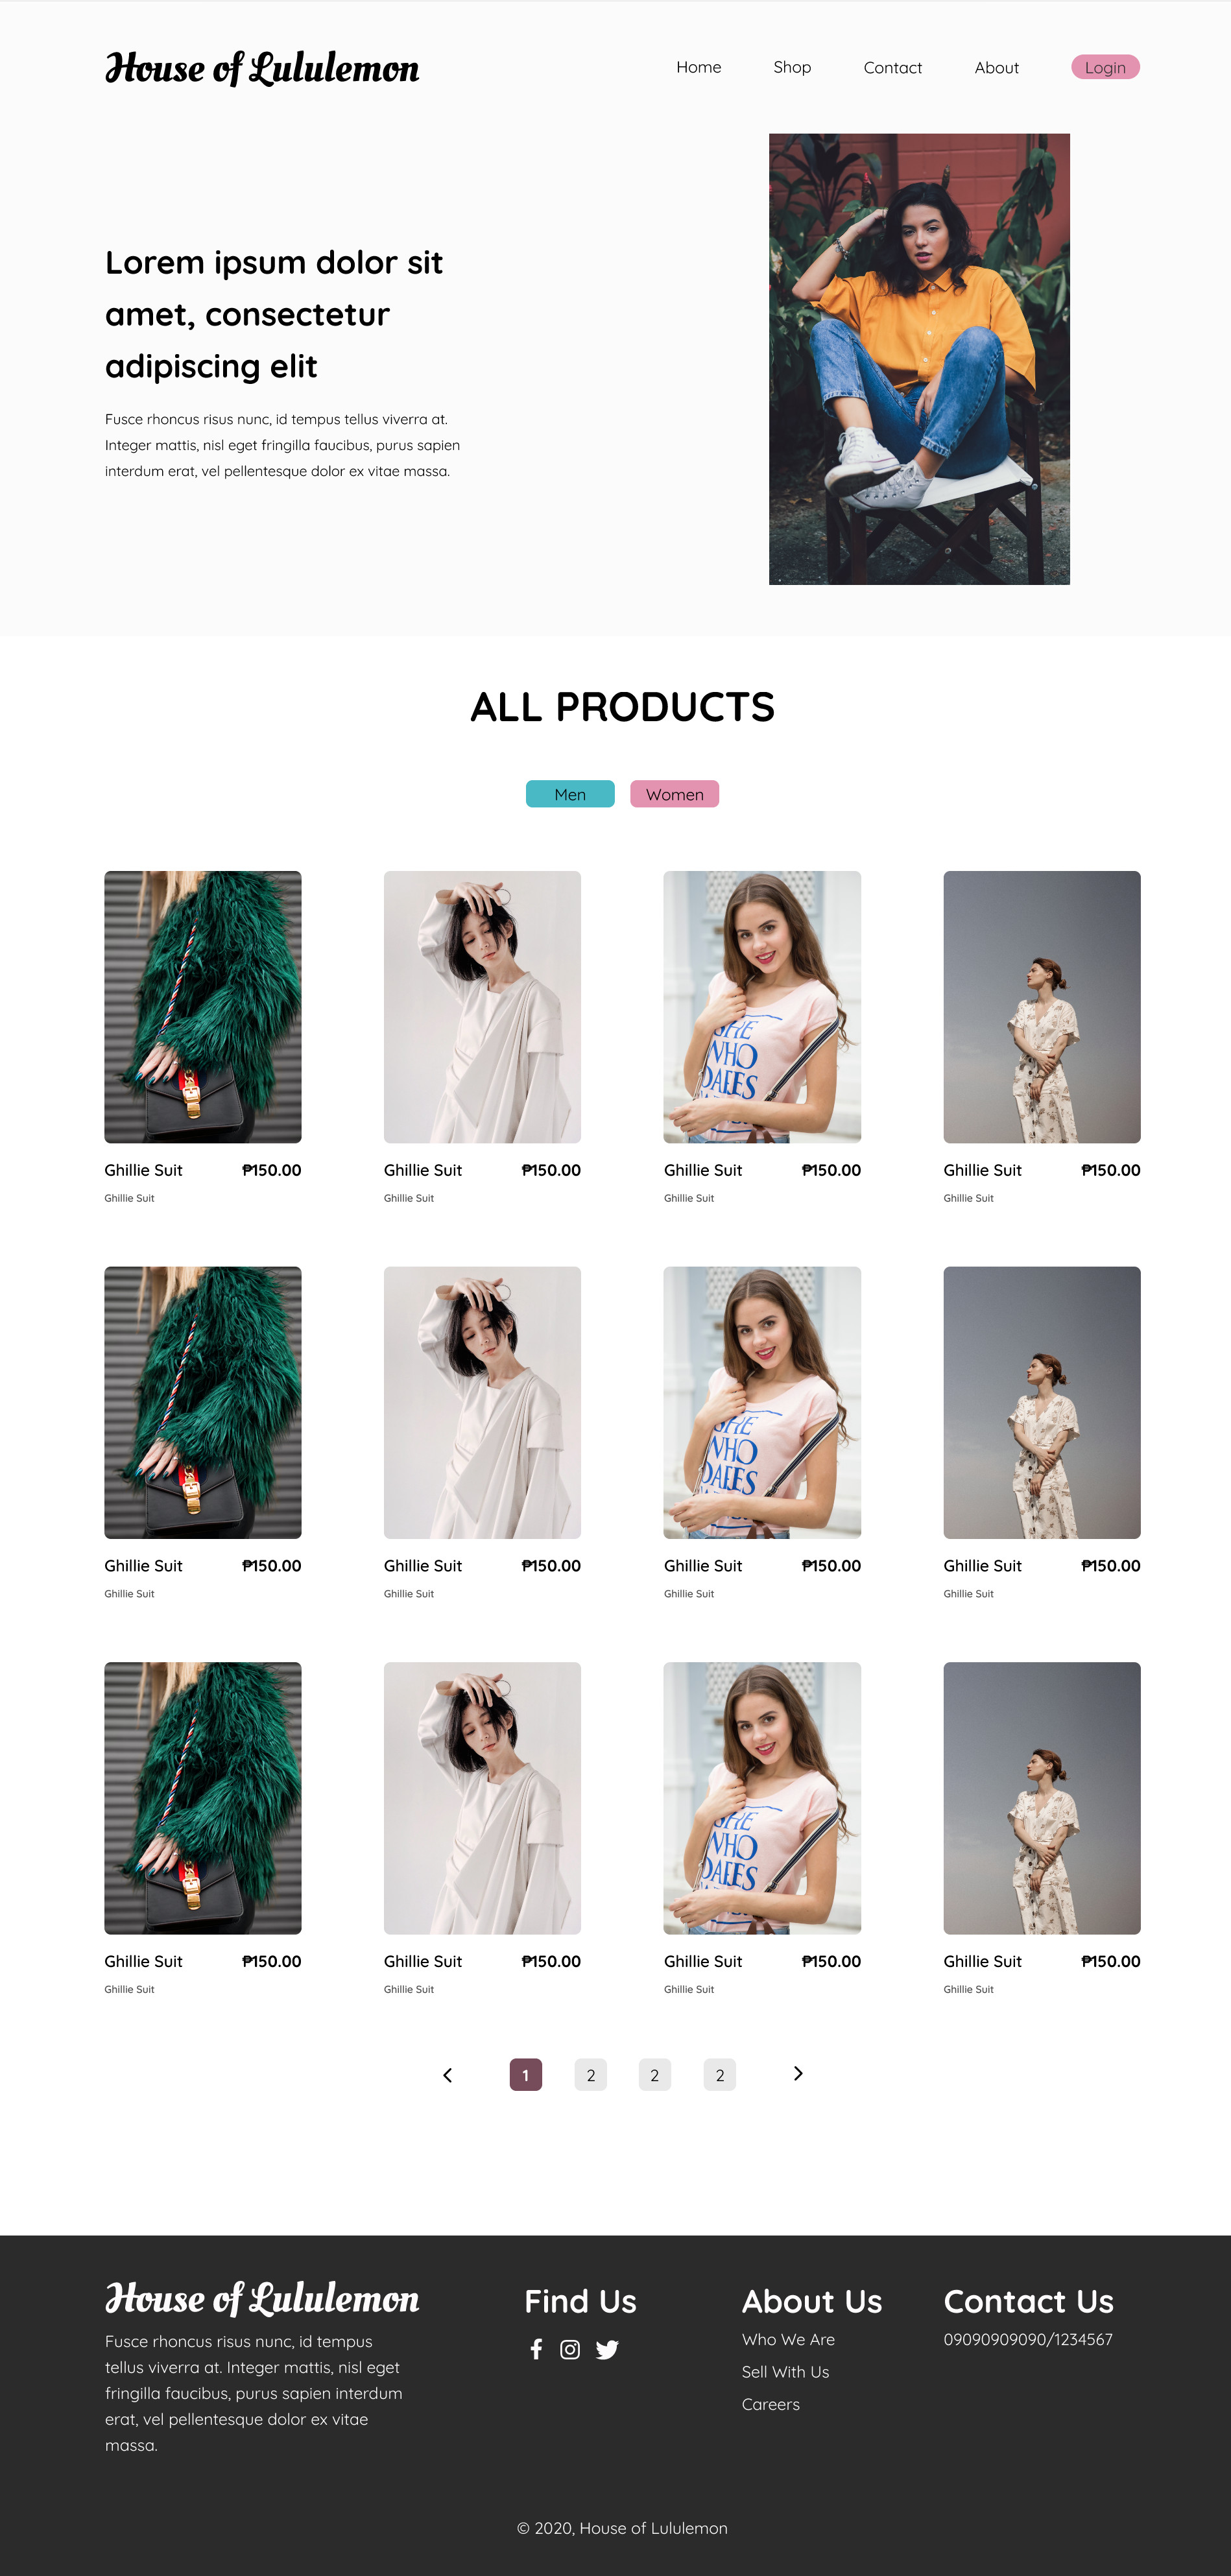 House of Lululemon
Home Shop Contact About Login
Lorem ipsum dolor sit
amet, consectetur
adipiscing elit
Fusce rhoncus risus nunc, id tempus tellus viverra at.
Integer mattis, nisl eget fringilla faucibus, purus sapien
interdum erat, vel pellentesque dolor ex vitae massa.
ALL PRODUCTS
Men Women
SHE SHE
WHO
Ghillie Suit ₱150.00 Ghillie Suit ₱150.00 Ghillie Suit ₱150.00 Ghillie Suit ₱150.00
Ghillie Suit Ghillie Suit Ghillie Suit Ghillie Suit
SHE
WHO
Ghillie Suit ₱150.00 Ghillie Suit ₱150.00 Ghillie Suit ₱150.00 Ghillie Suit ₱150.00
Ghillie Suit Ghillie Suit Ghillie Suit Ghillie Suit
SHE
WHO
Ghillie Suit ₱150.00 Ghillie Suit ₱150.00 Ghillie Suit ₱150.00 Ghillie Suit ₱150.00
Ghillie Suit Ghillie Suit Ghillie Suit Ghillie Suit
1 2 2 2
House of Lululemon
Fusce rhoncus risus nunc, id tempus
tellus viverra at. Integer mattis, nisl eget
fringilla faucibus, purus sapien interdum
erat, vel pellentesque dolor ex vitae
massa.
Find Us
About Us
Who We Are
Sell With Us
Careers
Contact Us
09090909090/1234567
© 2020, House of Lululemon